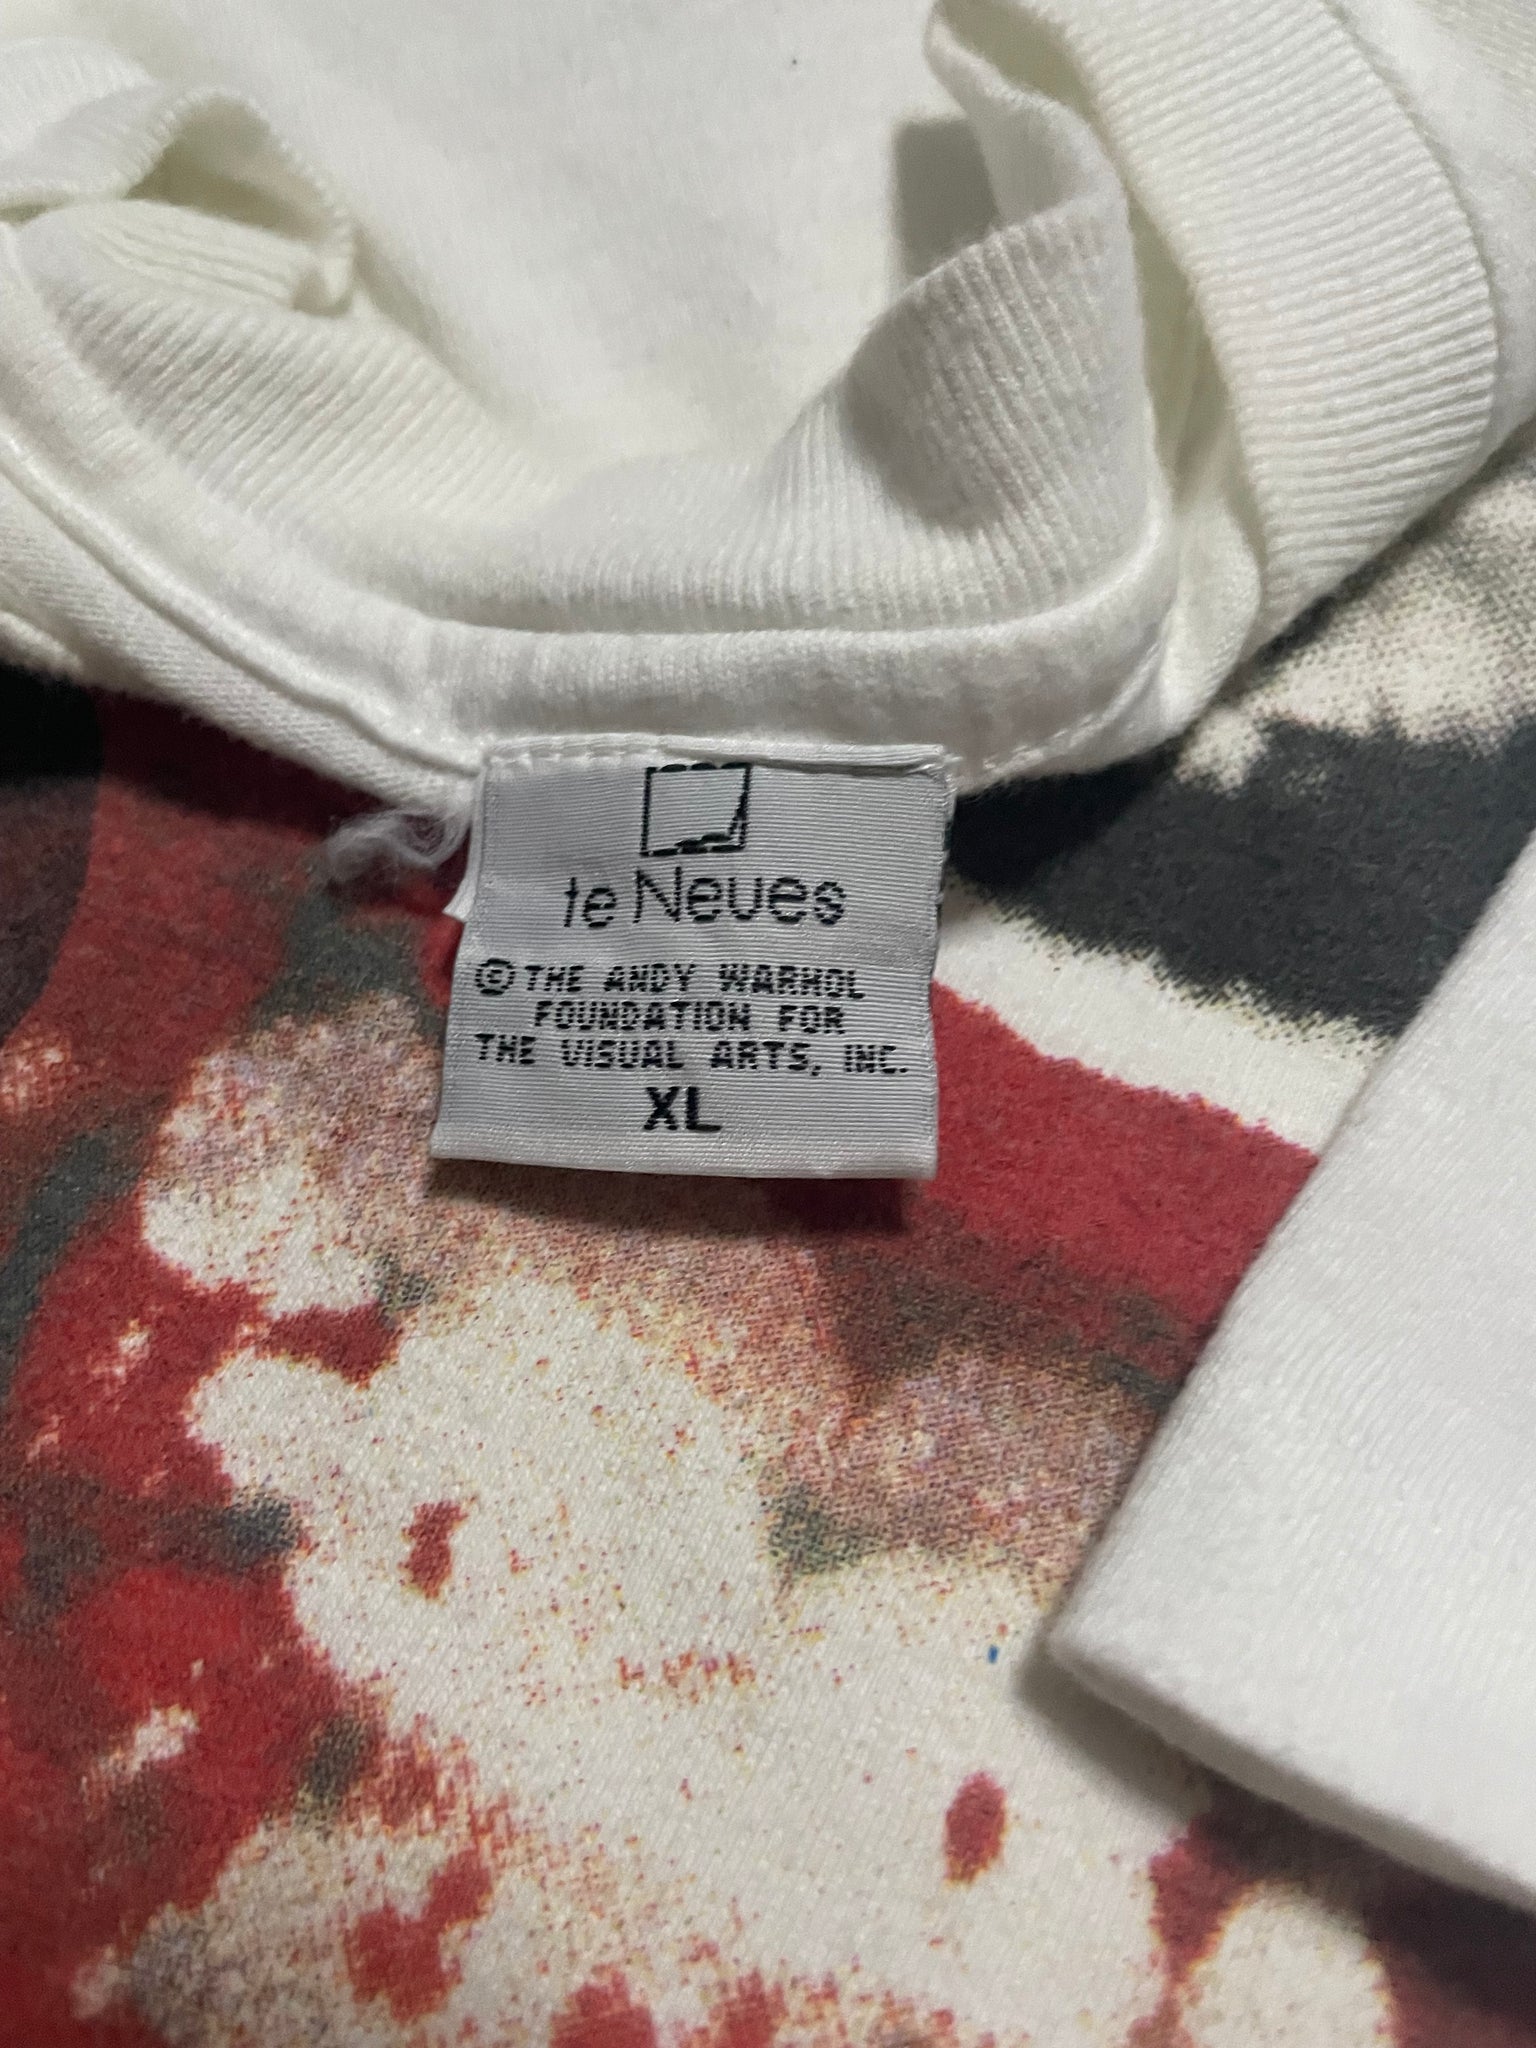 te Neues
© THE ANDY WARHOL
FOUNDATION FOR
THE VISUAL ARTS, INC.
XL